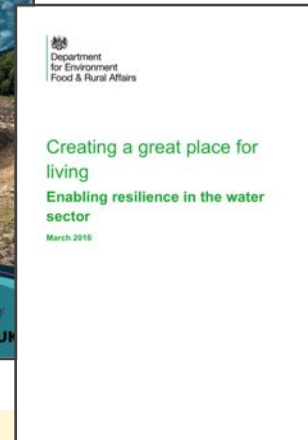 Department
for Environment
Food & Rural Affairs
Creating a great place for
living
Enabling resilience in the water
sector
March 2016